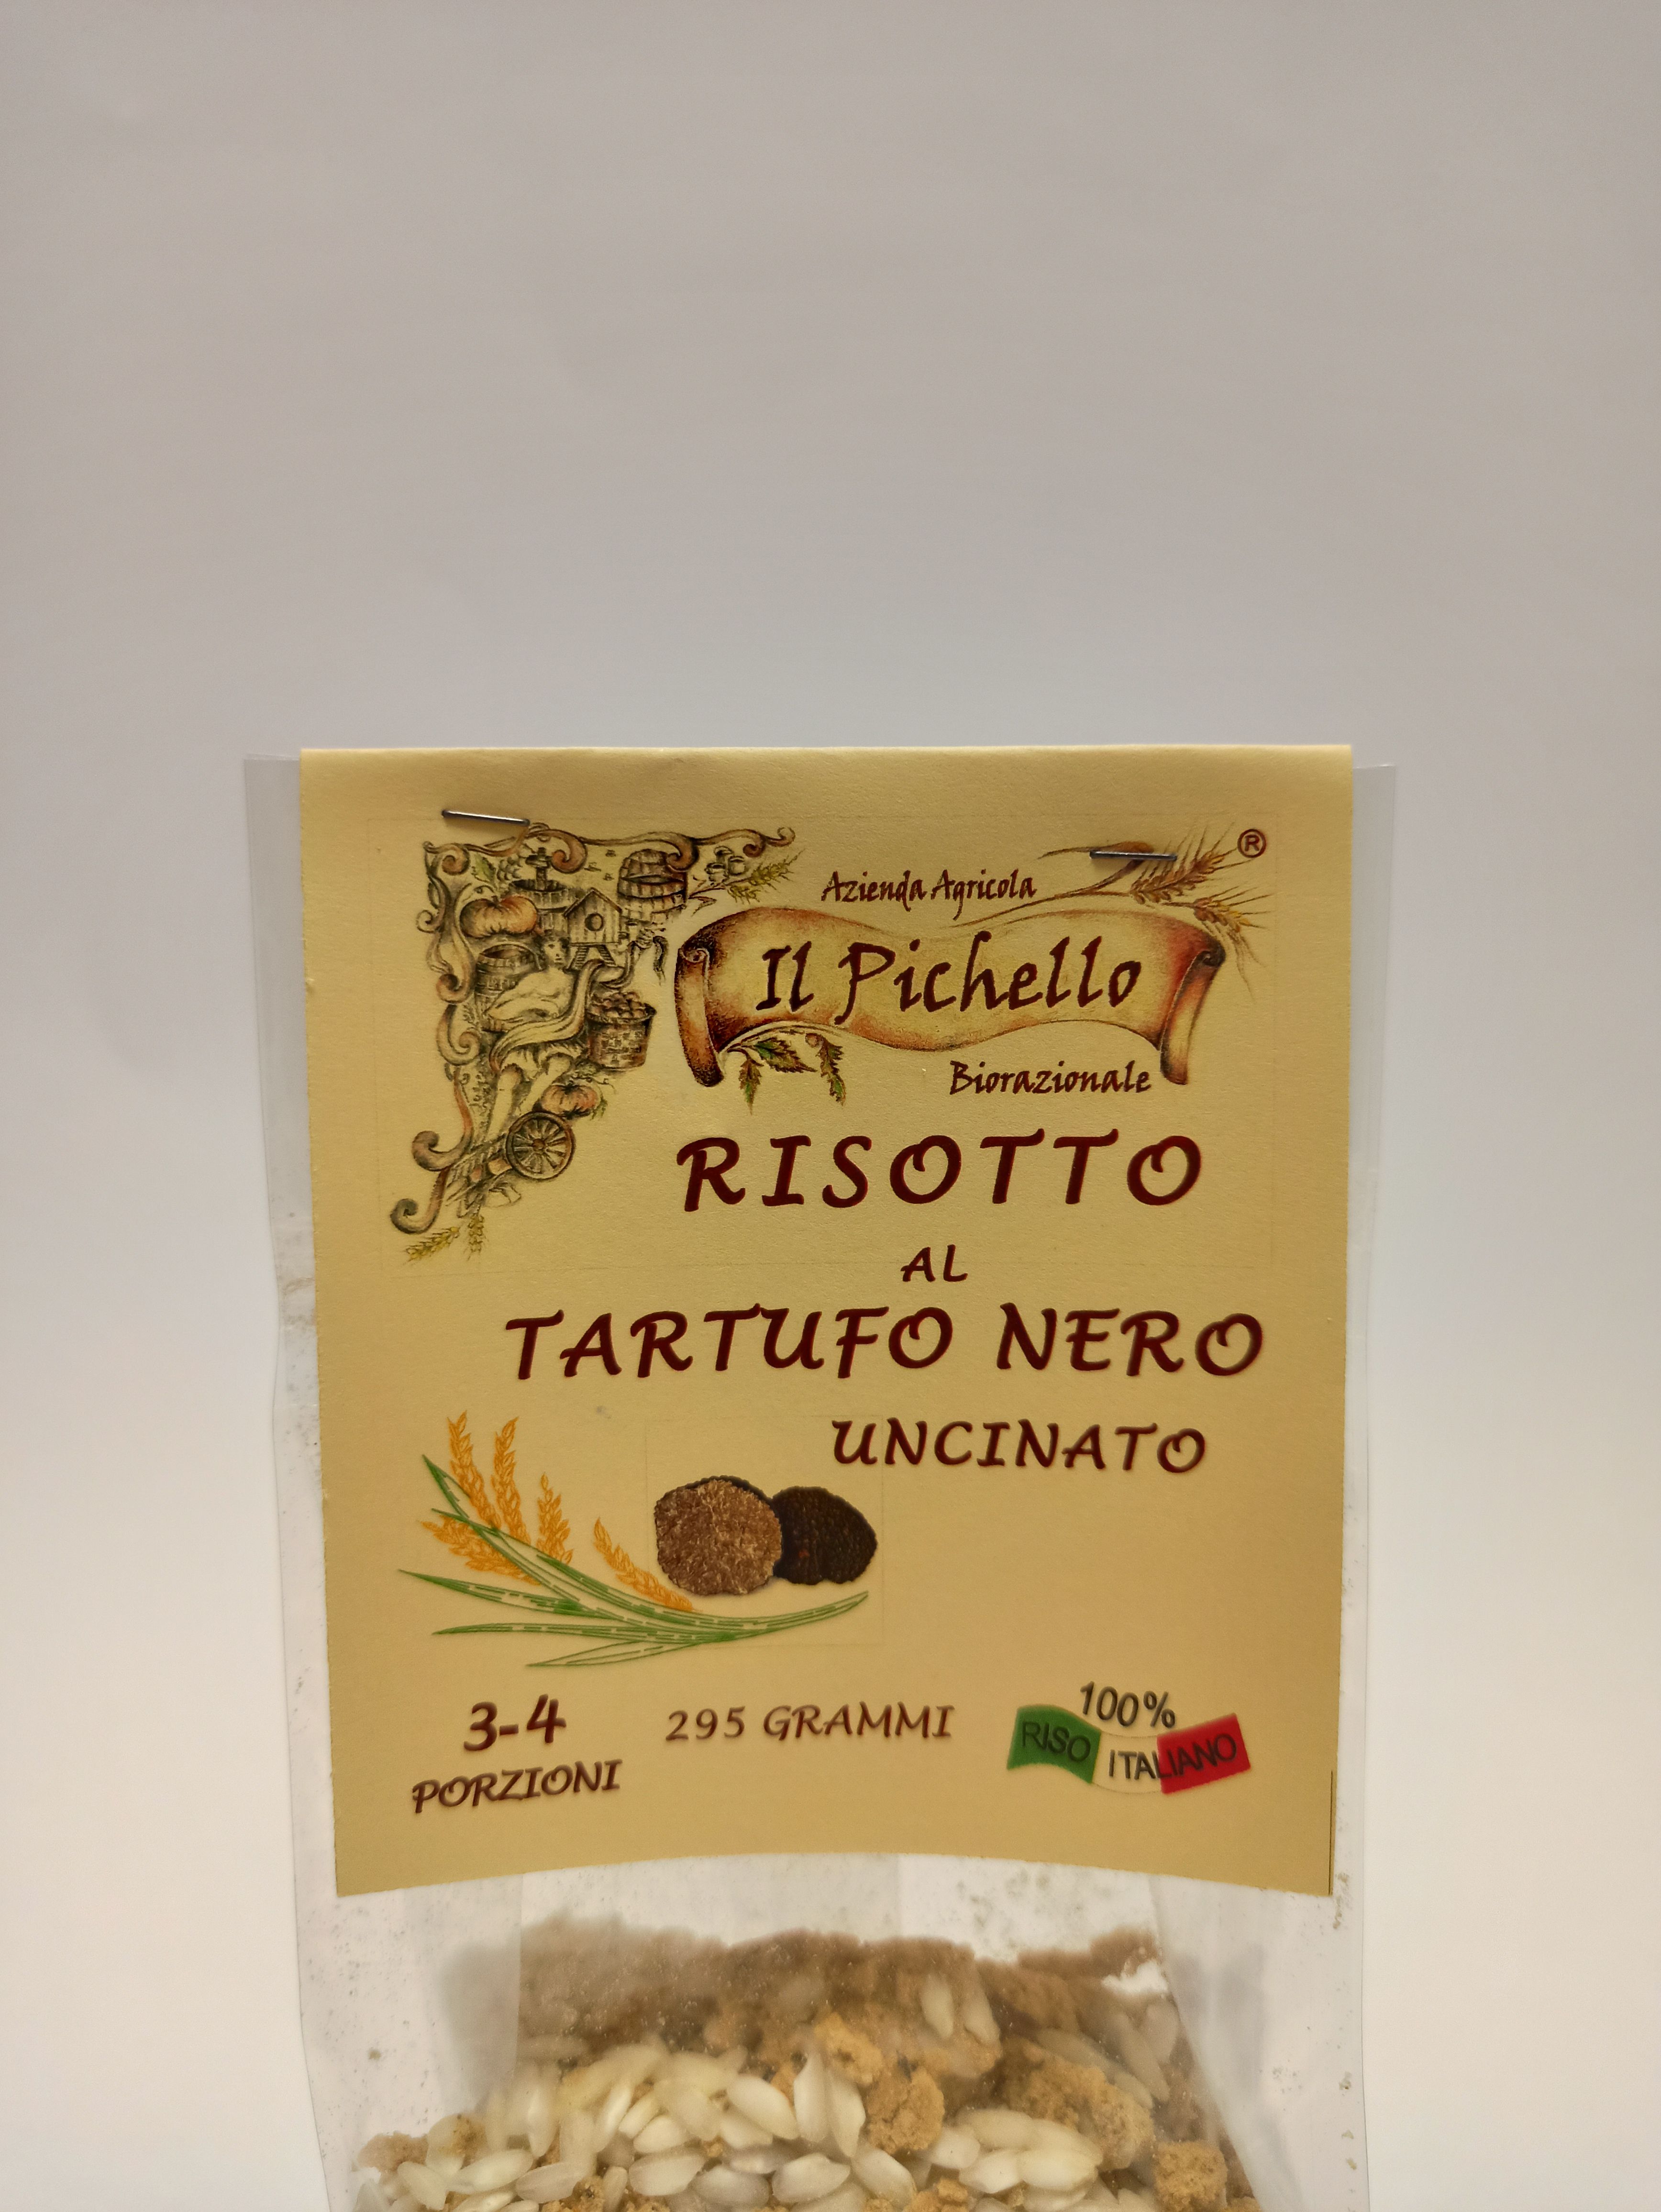 ®
Azienda Agricola
Il Pichello
Biorazionale
RISOTTO
AL
TARTUFO NERO
UNCINATO
3-4
PORZIONI
295 GRAMMI
100%
RISO ITALIANO